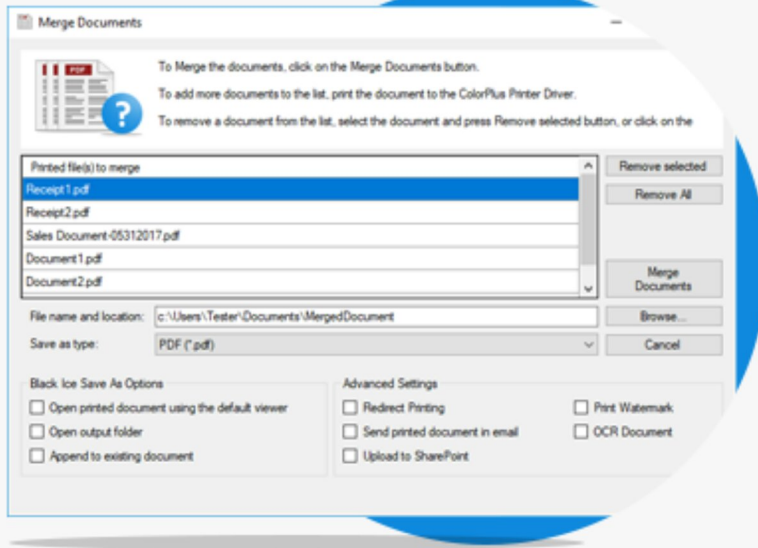 Merge Documents
PDF
To Merge the documents, click on the Merge Documents button.
To add more documents to the list, print the document to the ColorPlus Printer Driver.
To remove a document from the list, select the document and press Remove selected button, or click on the
Printed file(s) to merge
Remove selected
Receipt1.pdf
Remove All
Receipt2.pdf
Sales Document-05312017.pdf
Document1.pdf
Document2.pdf
Merge
Documents
File name and location: c:\Users\Tester\Documents\MergedDocument Browse...
Save as type: PDF (*.pdf) Cancel
Black Ice Save As Options
Open printed document using the default viewer
Open output folder
Append to existing document
Advanced Settings
Redirect Printing Print Watermark
Send printed document in email OCR Document
Upload to SharePoint